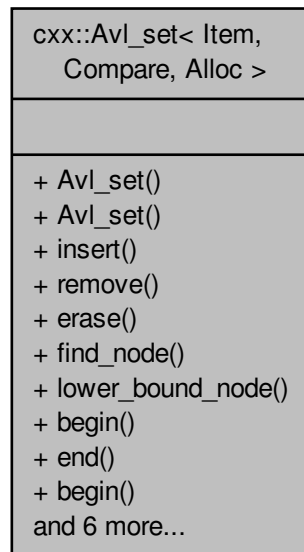 cxx::Avl_set< Item,
Compare, Alloc >
+ Avl_set()
+ Avl_set()
+ insert()
+ remove()
+ erase()
+ find_node()
+ lower_bound_node()
+ begin()
+ end()
+ begin()
and 6 more...